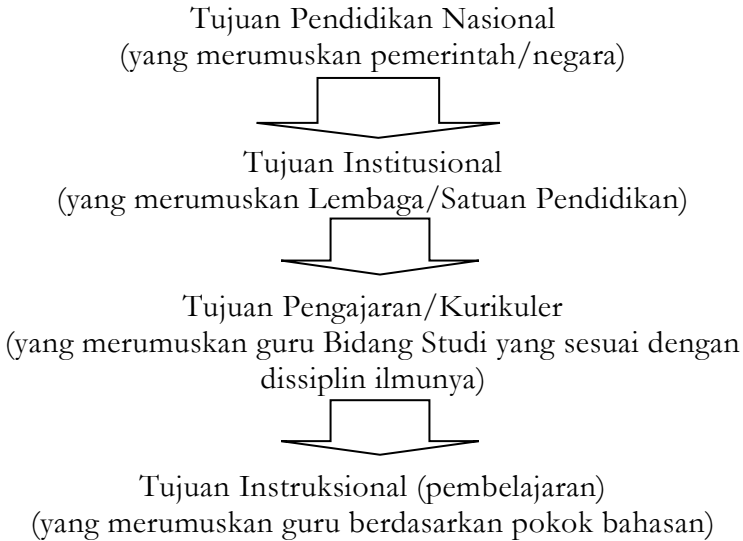 Tujuan Pendidikan Nasional
(yang merumuskan pemerintah/negara)
Tujuan Institusional
(yang merumuskan Lembaga/Satuan Pendidikan)
Tujuan Pengajaran/Kurikuler
(yang merumuskan guru Bidang Studi yang sesuai dengan
dissiplin ilmunya)
Tujuan Instruksional (pembelajaran)
(yang merumuskan guru berdasarkan pokok bahasan)